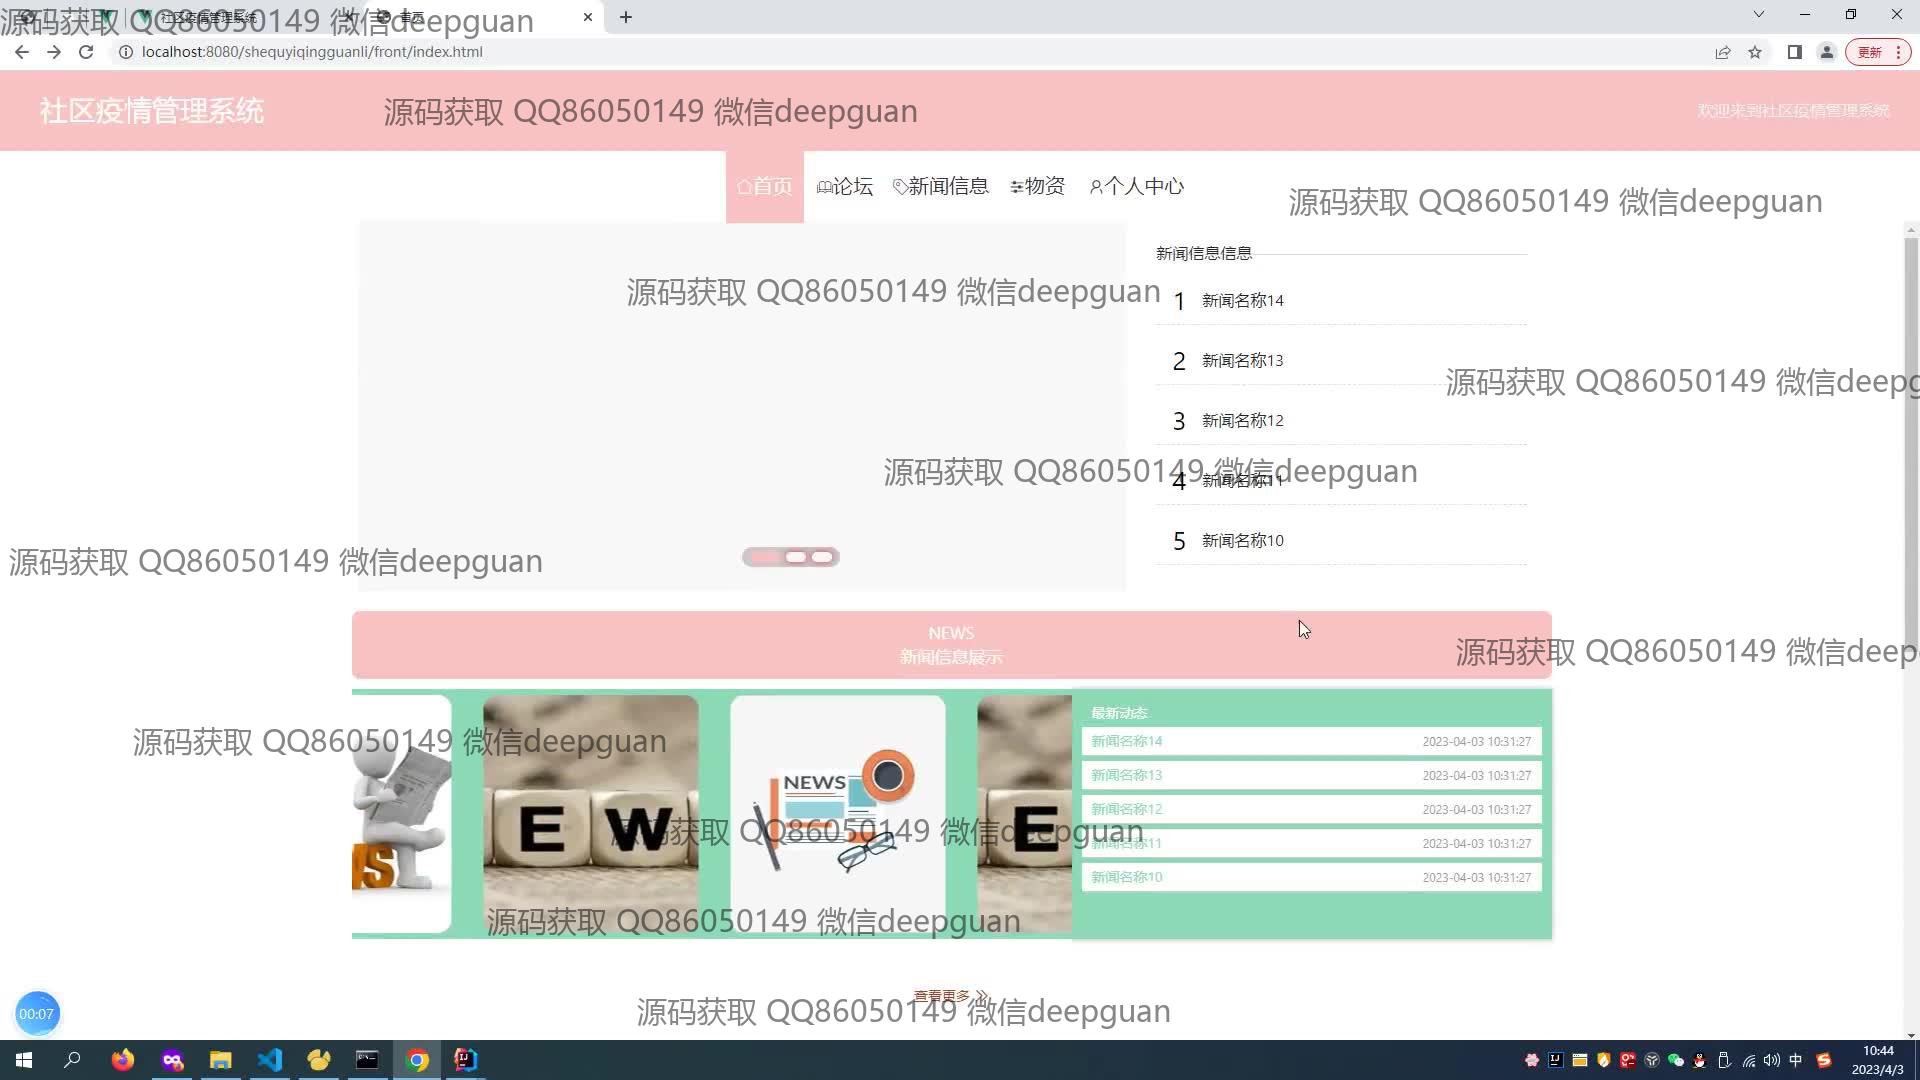 社区疫情管理系统
首页
源码获取 QQ86050149 微信deepguan
localhost:8080/shequyiqingguanli/front/index.html
更新
社区疫情管理系统
源码获取 QQ86050149 微信deepguan
欢迎来到社区疫情管理系统
首页
论坛
新闻信息
物资
个人中心
源码获取 QQ86050149 微信deepguan
新闻信息信息
源码获取 QQ86050149 微信deepguan
1 新闻名称14
2 新闻名称13
源码获取 QQ86050149 微信deepg
3 新闻名称12
源码获取 QQ86050149 微信deepguan
4 新闻名称11
5 新闻名称10
源码获取 QQ86050149 微信deepguan
NEWS
新闻信息展示
源码获取 QQ86050149 微信deep
最新动态
新闻名称14 2023-04-03 10:31:27
源码获取 QQ86050149 微信deepguan
新闻名称13 2023-04-03 10:31:27
NEWS
新闻名称12 2023-04-03 10:31:27
E W
E
源码获取 QQ86050149 微信deepguan
新闻名称11 2023-04-03 10:31:27
WS
新闻名称10 2023-04-03 10:31:27
源码获取 QQ86050149 微信deepguan
查看更多
源码获取 QQ86050149 微信deepguan
00:07
中
10:44
2023/4/3